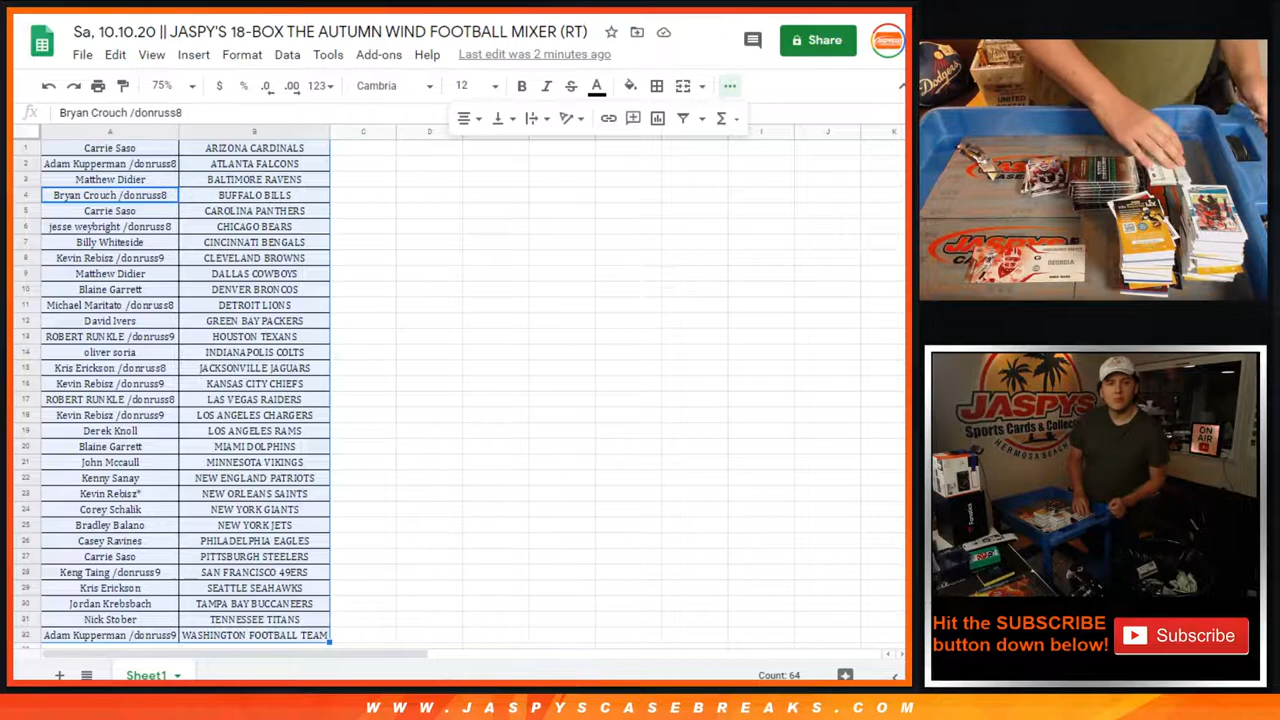 Sa, 10.10.20 || JASPY'S 18-BOX THE AUTUMN WIND FOOTBALL MIXER (RT)
File Edit View Insert Format Data Tools Add-ons Help Last edit was 2 minutes ago
Share
75% $ % .0 .00 123 Cambria 12 B I S A
fx Bryan Crouch /donruss8
A B C D E F G H I J K
1 Carrie Saso ARIZONA CARDINALS
2 Adam Kupperman /donruss8 ATLANTA FALCONS
3 Matthew Didier BALTIMORE RAVENS
4 Bryan Crouch /donruss8 BUFFALO BILLS
5 Carrie Saso CAROLINA PANTHERS
6 jesse weybright /donruss8 CHICAGO BEARS
7 Billy Whiteside CINCINNATI BENGALS
8 Kevin Rebisz /donruss9 CLEVELAND BROWNS
9 Matthew Didier DALLAS COWBOYS
10 Blaine Garrett DENVER BRONCOS
11 Michael Maritato /donruss8 DETROIT LIONS
12 David Ivers GREEN BAY PACKERS
13 ROBERT RUNKLE /donruss9 HOUSTON TEXANS
14 oliver soria INDIANAPOLIS COLTS
15 Kris Erickson /donruss8 JACKSONVILLE JAGUARS
16 Kevin Rebisz /donruss9 KANSAS CITY CHIEFS
17 ROBERT RUNKLE /donruss8 LAS VEGAS RAIDERS
18 Kevin Rebisz /donruss9 LOS ANGELES CHARGERS
19 Derek Knoll LOS ANGELES RAMS
20 Blaine Garrett MIAMI DOLPHINS
21 John Mccaull MINNESOTA VIKINGS
22 Kenny Sanay NEW ENGLAND PATRIOTS
23 Kevin Rebisz* NEW ORLEANS SAINTS
24 Corey Schalik NEW YORK GIANTS
25 Bradley Balano NEW YORK JETS
26 Casey Ravines PHILADELPHIA EAGLES
27 Carrie Saso PITTSBURGH STEELERS
28 Keng Taing /donruss9 SAN FRANCISCO 49ERS
29 Kris Erickson SEATTLE SEAHAWKS
30 Jordan Krebsbach TAMPA BAY BUCCANEERS
31 Nick Stober TENNESSEE TITANS
32 Adam Kupperman /donruss9 WASHINGTON FOOTBALL TEAM
Sheet1
Count: 64
Dodgers
UNITED
GEORGIA
JASPYS
Sports Cards & Collec
HERMOSA BEACH
ON AIR
Fanatics
Hit the SUBSCRIBE
button down below!
Subscribe
WWW.JASPYSCASEBREAKS.COM